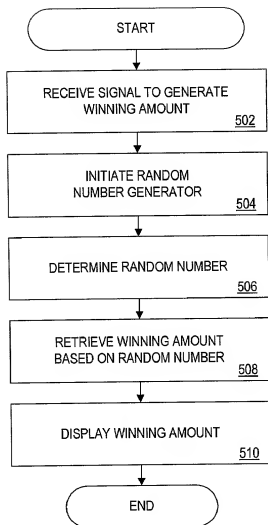 START
RECEIVE SIGNAL TO GENERATE
WINNING AMOUNT
502
INITIATE RANDOM
NUMBER GENERATOR
504
DETERMINE RANDOM NUMBER
506
RETRIEVE WINNING AMOUNT
BASED ON RANDOM NUMBER
508
DISPLAY WINNING AMOUNT
510
END